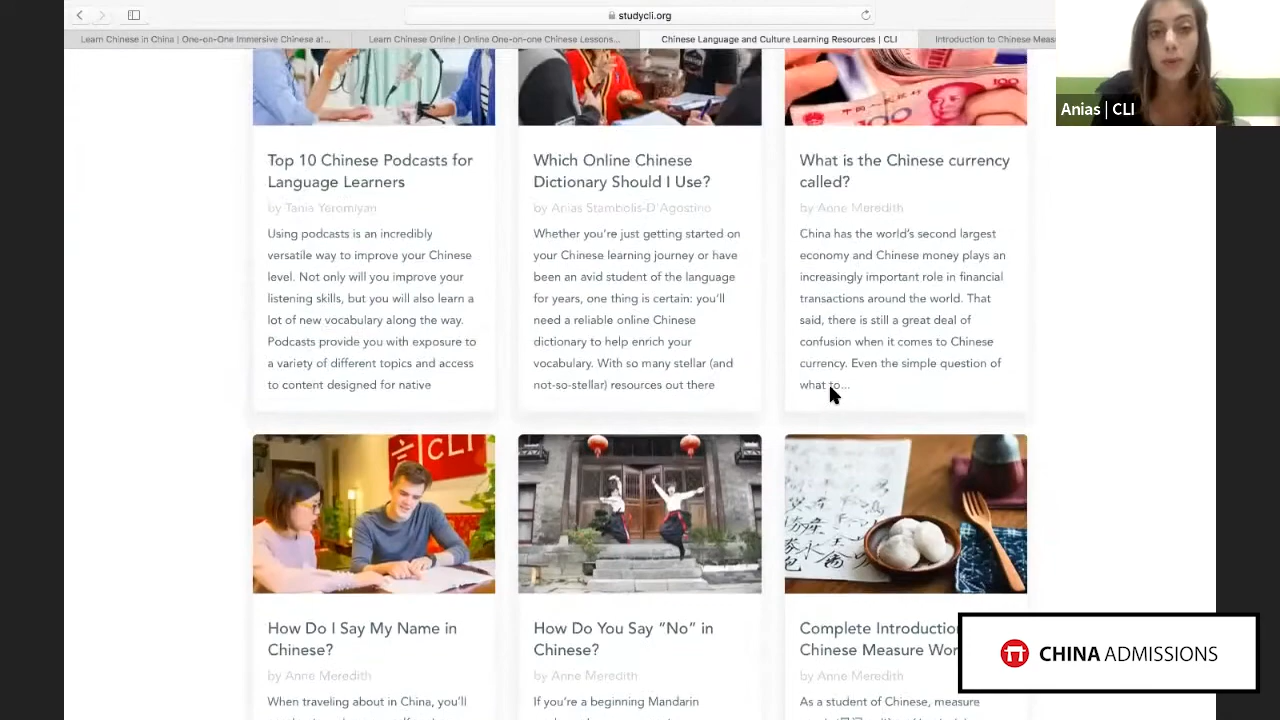 studycli.org
Learn Chinese in China | One-on-One Immersive Chinese at...
Learn Chinese Online | Online One-on-one Chinese Lessons...
Chinese Language and Culture Learning Resources | CLI
Introduction to Chinese Meas
Anias | CLI
100
100
Top 10 Chinese Podcasts for
Language Learners
by Tania Yeromiyan
Using podcasts is an incredibly
versatile way to improve your Chinese
level. Not only will you improve your
listening skills, but you will also learn a
lot of new vocabulary along the way.
Podcasts provide you with exposure to
a variety of different topics and access
to content designed for native
Which Online Chinese
Dictionary Should I Use?
by Anias Stambolis-D'Agostino
Whether you're just getting started on
your Chinese learning journey or have
been an avid student of the language
for years, one thing is certain: you'll
need a reliable online Chinese
dictionary to help enrich your
vocabulary. With so many stellar (and
not-so-stellar) resources out there
What is the Chinese currency
called?
by Anne Meredith
China has the world's second largest
economy and Chinese money plays an
increasingly important role in financial
transactions around the world. That
said, there is still a great deal of
confusion when it comes to Chinese
currency. Even the simple question of
what to...
CLI
How Do I Say My Name in
Chinese?
by Anne Meredith
When traveling about in China, you'll
How Do You Say “No” in
Chinese?
by Anne Meredith
If you're a beginning Mandarin
Complete Introduction
Chinese Measure Wor
by Anne Meredith
As a student of Chinese, measure
CHINA ADMISSIONS